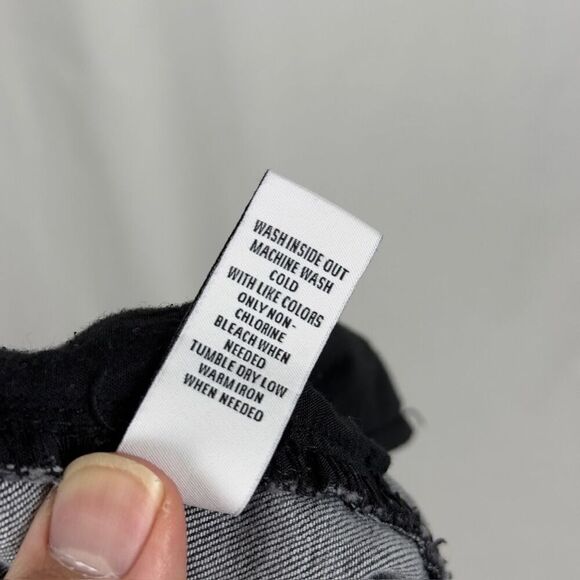 WASH INSIDE OUT
MACHINE WASH
COLD
WITH LIKE COLORS
ONLY NON-
CHLORINE
BLEACH WHEN
NEEDED
TUMBLE DRY LOW
WARM IRON
WHEN NEEDED